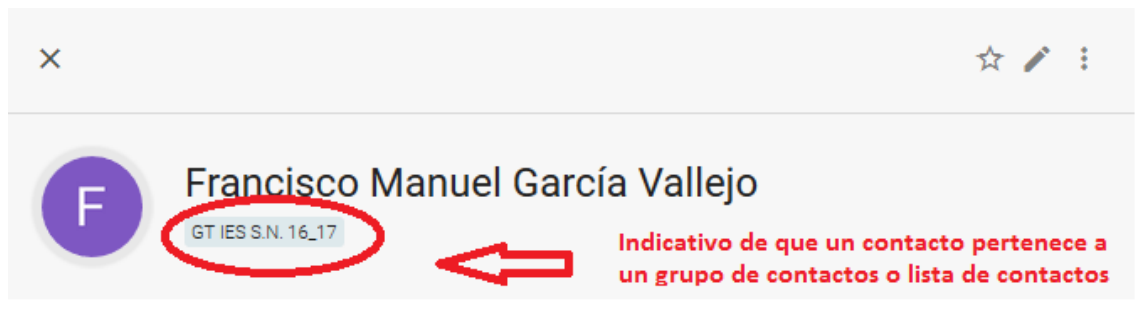 F
Francisco Manuel García Vallejo
GT IES S.N. 16_17
Indicativo de que un contacto pertenece a
un grupo de contactos o lista de contactos